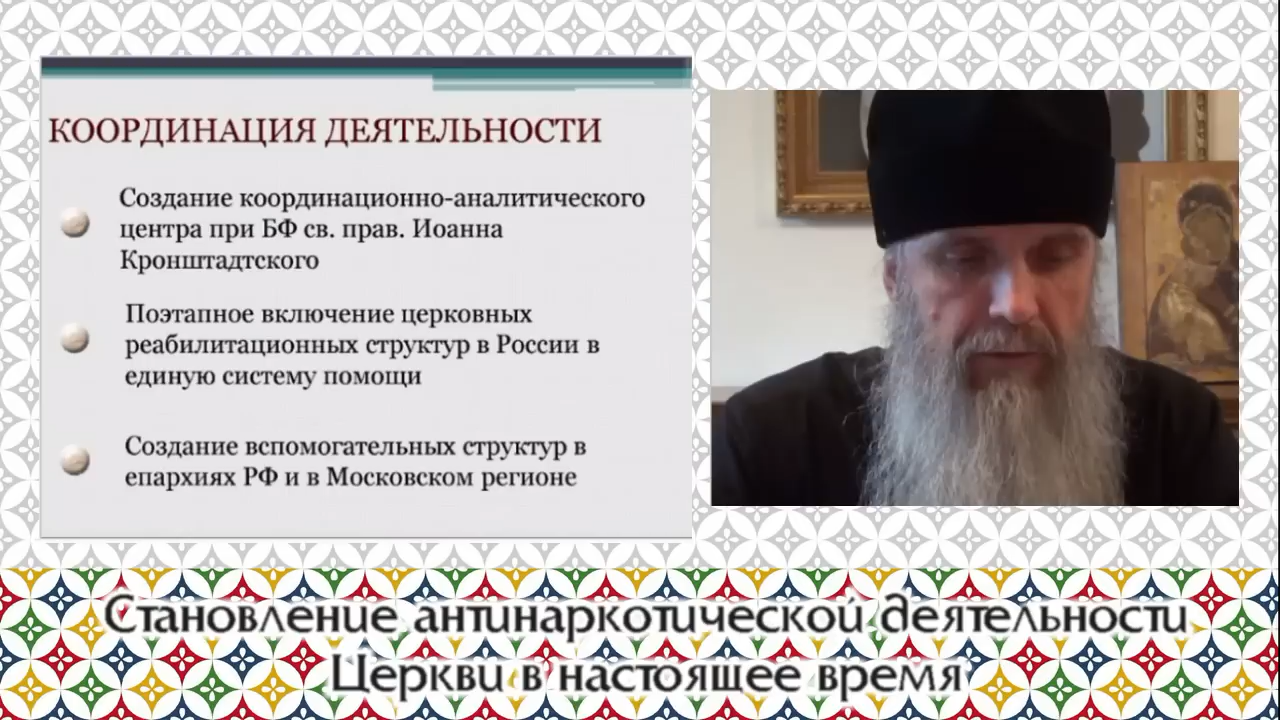 КООРДИНАЦИЯ ДЕЯТЕЛЬНОСТИ
Создание координационно-аналитического
центра при БФ св. прав. Иоанна
Кронштадтского
Поэтапное включение церковных
реабилитационных структур в России в
единую систему помощи
Создание вспомогательных структур в
епархиях РФ и в Московском регионе
Становление антинаркотической деятельности
Церкви в настоящее время